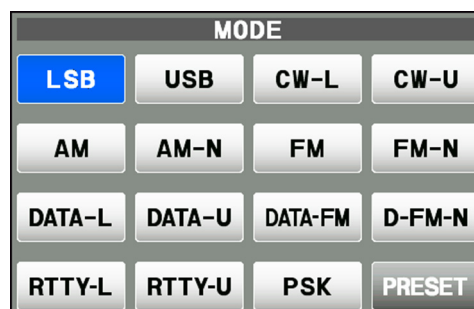 MODE
LSB USB CW-L CW-U
AM AM-N FM FM-N
DATA-L DATA-U DATA-FM D-FM-N
RTTY-L RTTY-U PSK PRESET